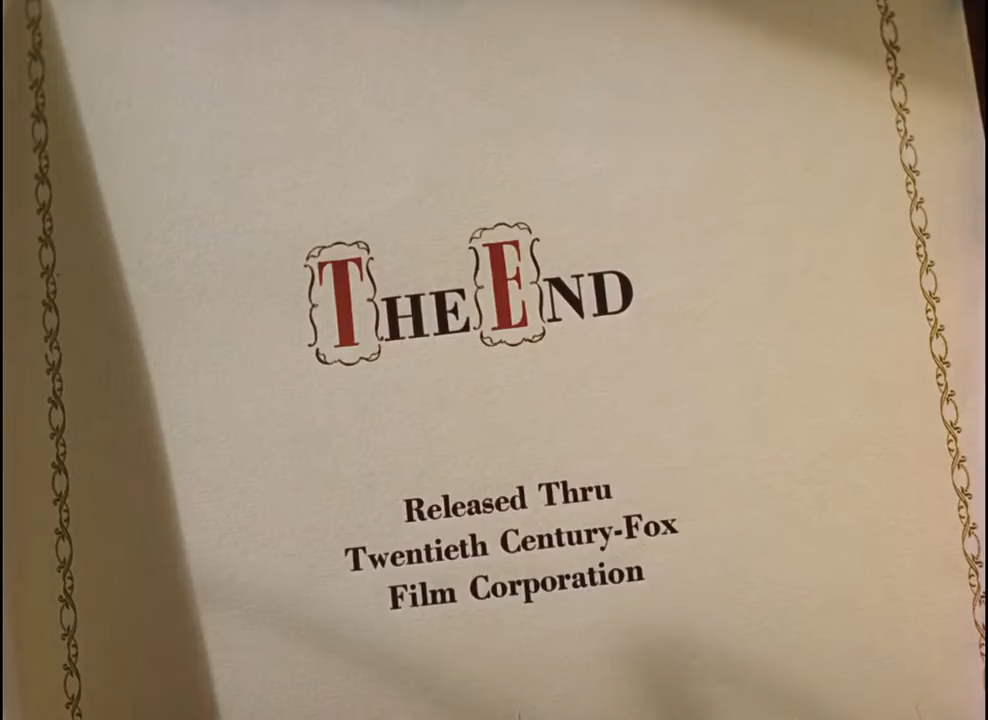 The End
Released Thru
Twentieth Century-Fox
Film Corporation